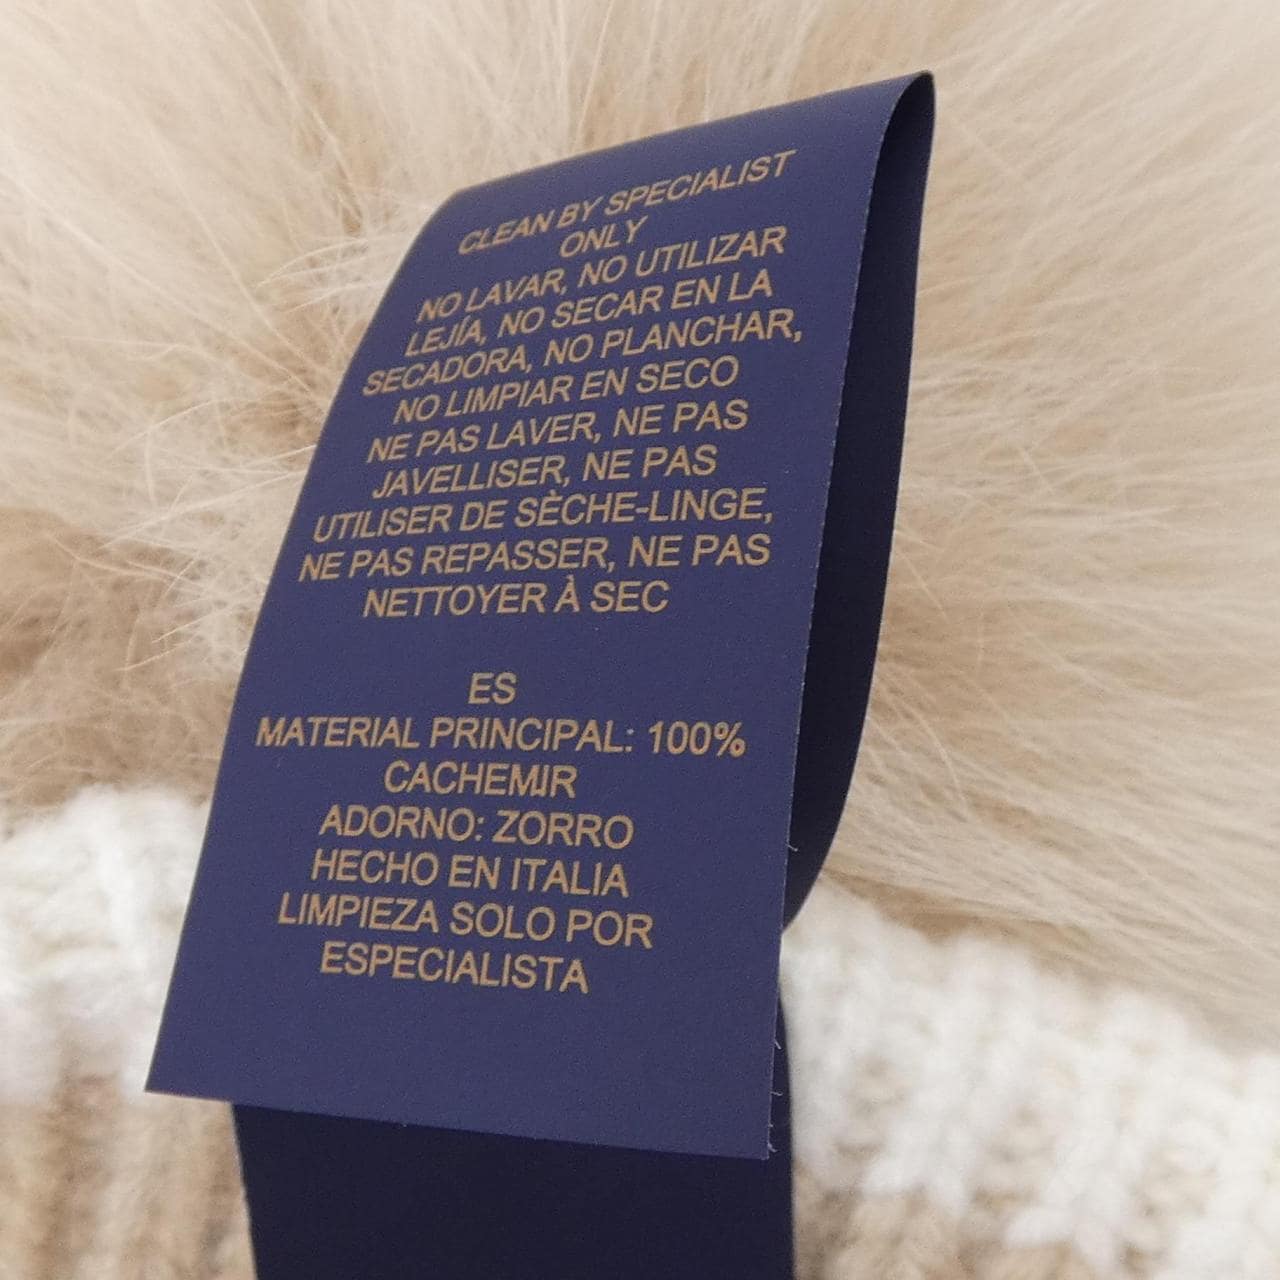 CLEAN BY SPECIALIST
ONLY
NO LAVAR, NO UTILIZAR
LEJÍA, NO SECAR EN LA
SECADORA, NO PLANCHAR,
NO LIMPIAR EN SECO
NE PAS LAVER, NE PAS
JAVELLISER, NE PAS
UTILISER DE SÈCHE-LINGE,
NE PAS REPASSER, NE PAS
NETTOYER À SEC
ES
MATERIAL PRINCIPAL: 100%
CACHEMIR
ADORNO: ZORRO
HECHO EN ITALIA
LIMPIEZA SOLO POR
ESPECIALISTA